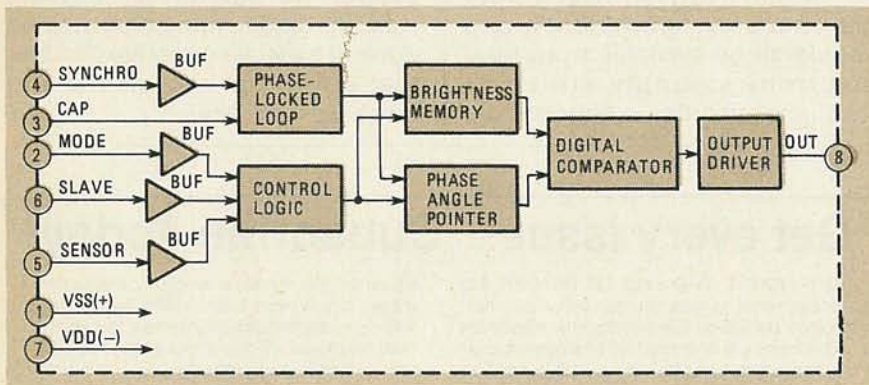 4 SYNCHRO
BUF
PHASE-
LOCKED
LOOP
3 CAP
2 MODE
BUF
6 SLAVE
BUF
CONTROL
LOGIC
5 SENSOR
BUF
1 VSS(+)
7 VDD(–)
BRIGHTNESS
MEMORY
PHASE
ANGLE
POINTER
DIGITAL
COMPARATOR
OUTPUT
DRIVER
OUT
8